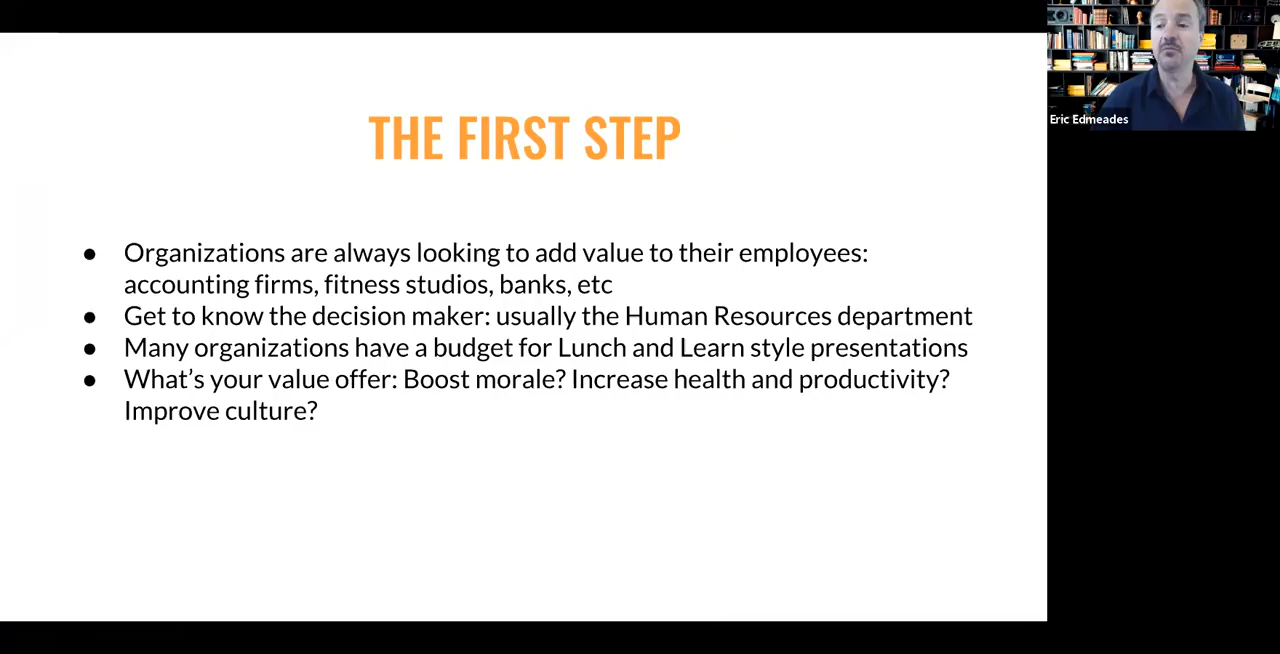 THE FIRST STEP
● Organizations are always looking to add value to their employees:
accounting firms, fitness studios, banks, etc
● Get to know the decision maker: usually the Human Resources department
● Many organizations have a budget for Lunch and Learn style presentations
● What’s your value offer: Boost morale? Increase health and productivity?
Improve culture?
Eric Edmeades